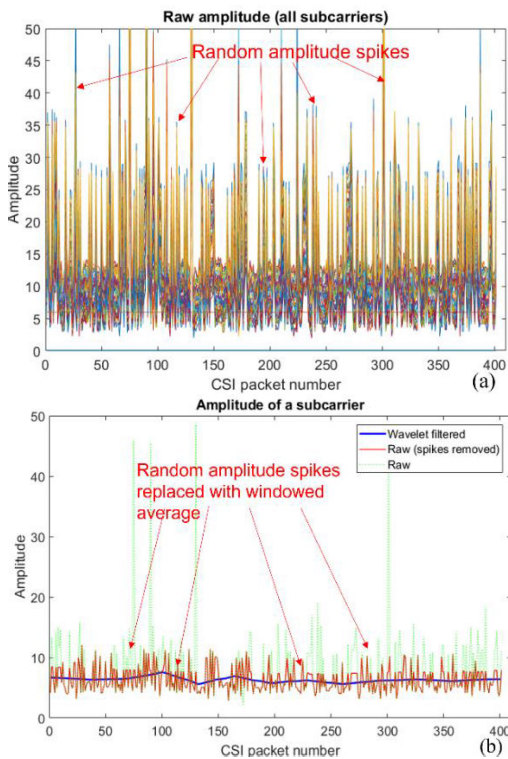 Raw amplitude (all subcarriers)
50
45
40
35
30
25
20
15
10
5
0
Amplitude
Random amplitude spikes
0
50
100
150
200
250
300
350
400
CSI packet number
(a)
Amplitude of a subcarrier
50
40
30
20
10
0
Amplitude
Wavelet filtered
Raw (spikes removed)
Raw
Random amplitude spikes
replaced with windowed
average
0
50
100
150
200
250
300
350
400
CSI packet number
(b)